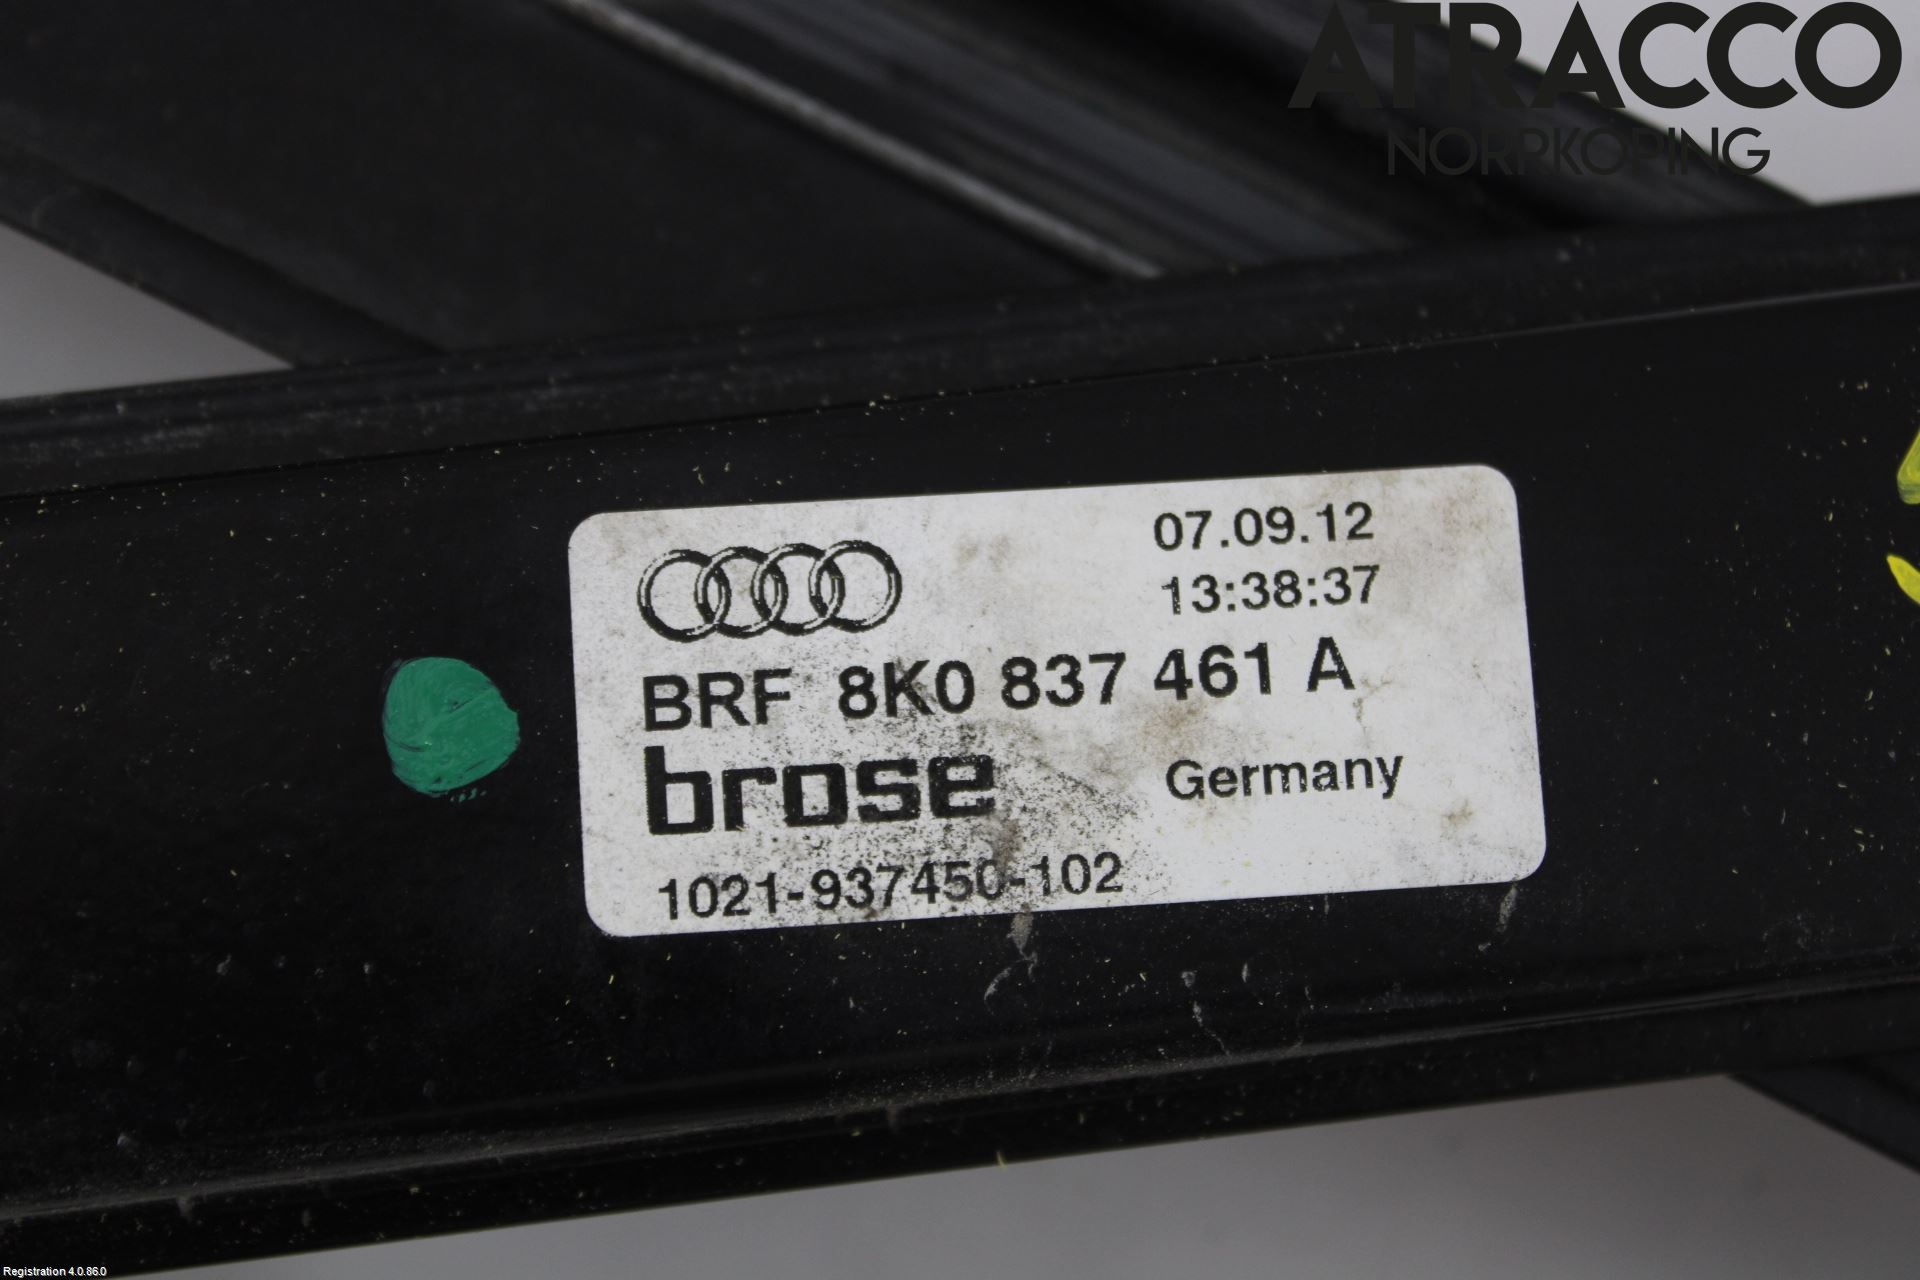 ATRACCO
NORRKÖPING
07.09.12
13:38:37
BRF 8K0 837 461 A
brose
Germany
1021-937450-102
Registration 4.0.86.0